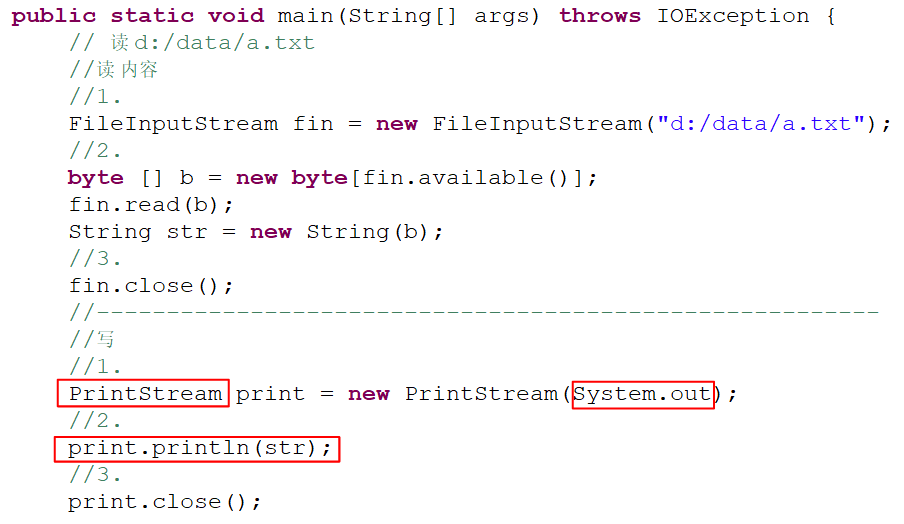 public static void main(String[] args) throws IOException {
// 读 d:/data/a.txt
//读 内容
//1.
FileInputStream fin = new FileInputStream("d:/data/a.txt");
//2.
byte [] b = new byte[fin.available()];
fin.read(b);
String str = new String(b);
//3.
fin.close();
//--------------------------------------------------------
//写
//1.
PrintStream print = new PrintStream(System.out);
//2.
print.println(str);
//3.
print.close();